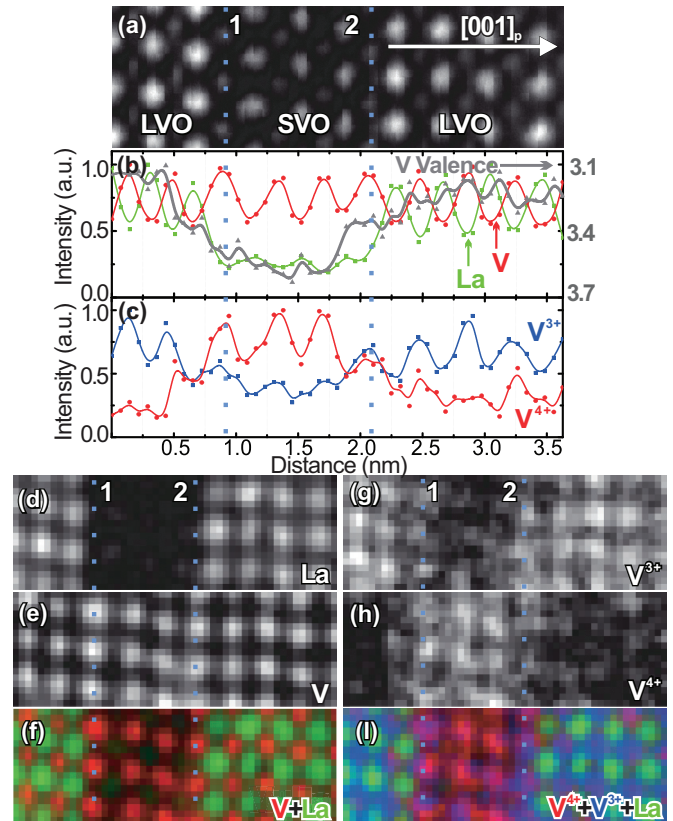 (a) 1 2 [001]p
LVO SVO LVO
(b) V Valence
Intensity (a.u.)
1.0 3.1
0.5 3.4
0.0 3.7
La V
(c)
Intensity (a.u.)
1.0
0.5
0.0
V3+
V4+
0.5 1.0 1.5 2.0 2.5 3.0 3.5
Distance (nm)
(d) 1 2
La
(e)
V
(f)
V+La
(g) 1 2
V3+
(h)
V4+
(I)
V4++V3++La